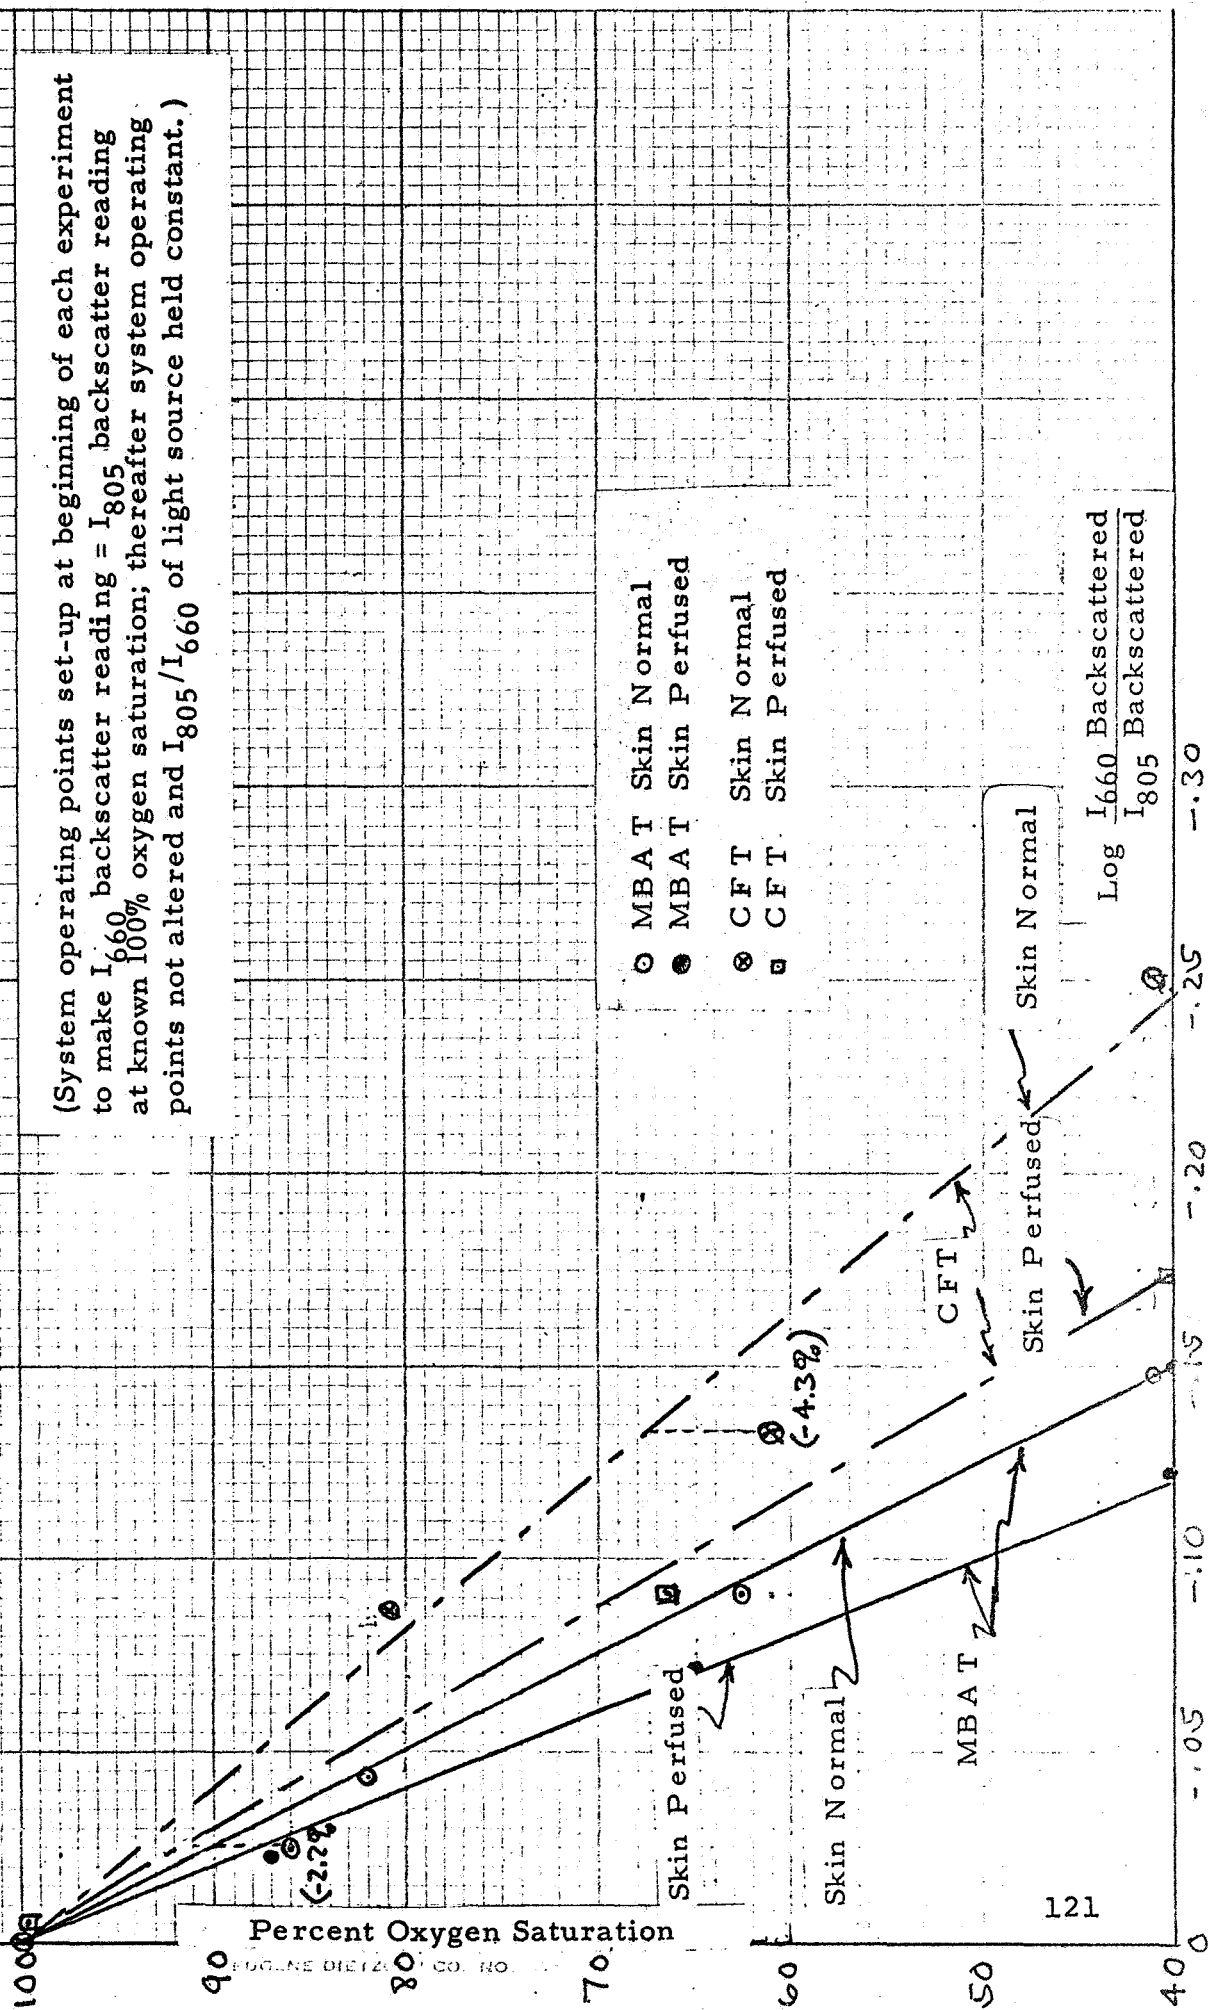 (System operating points set-up at beginning of each experiment
to make I660 backscatter reading = I805 backscatter reading
at known 100% oxygen saturation; thereafter system operating
points not altered and I805/I660 of light source held constant.)
MBAT Skin Normal
MBAT Skin Perfused
CFT Skin Normal
CFT Skin Perfused
Log I660 Backscattered
I805 Backscattered
Skin Normal
CFT
Skin Perfused
(-4.3%)
Skin Perfused
Skin Normal
MBAT
(-2.2%
Percent Oxygen Saturation
100
90
80
70
60
50
40
0
-.05
-.10
-.15
-.20
-.25
-.30
121